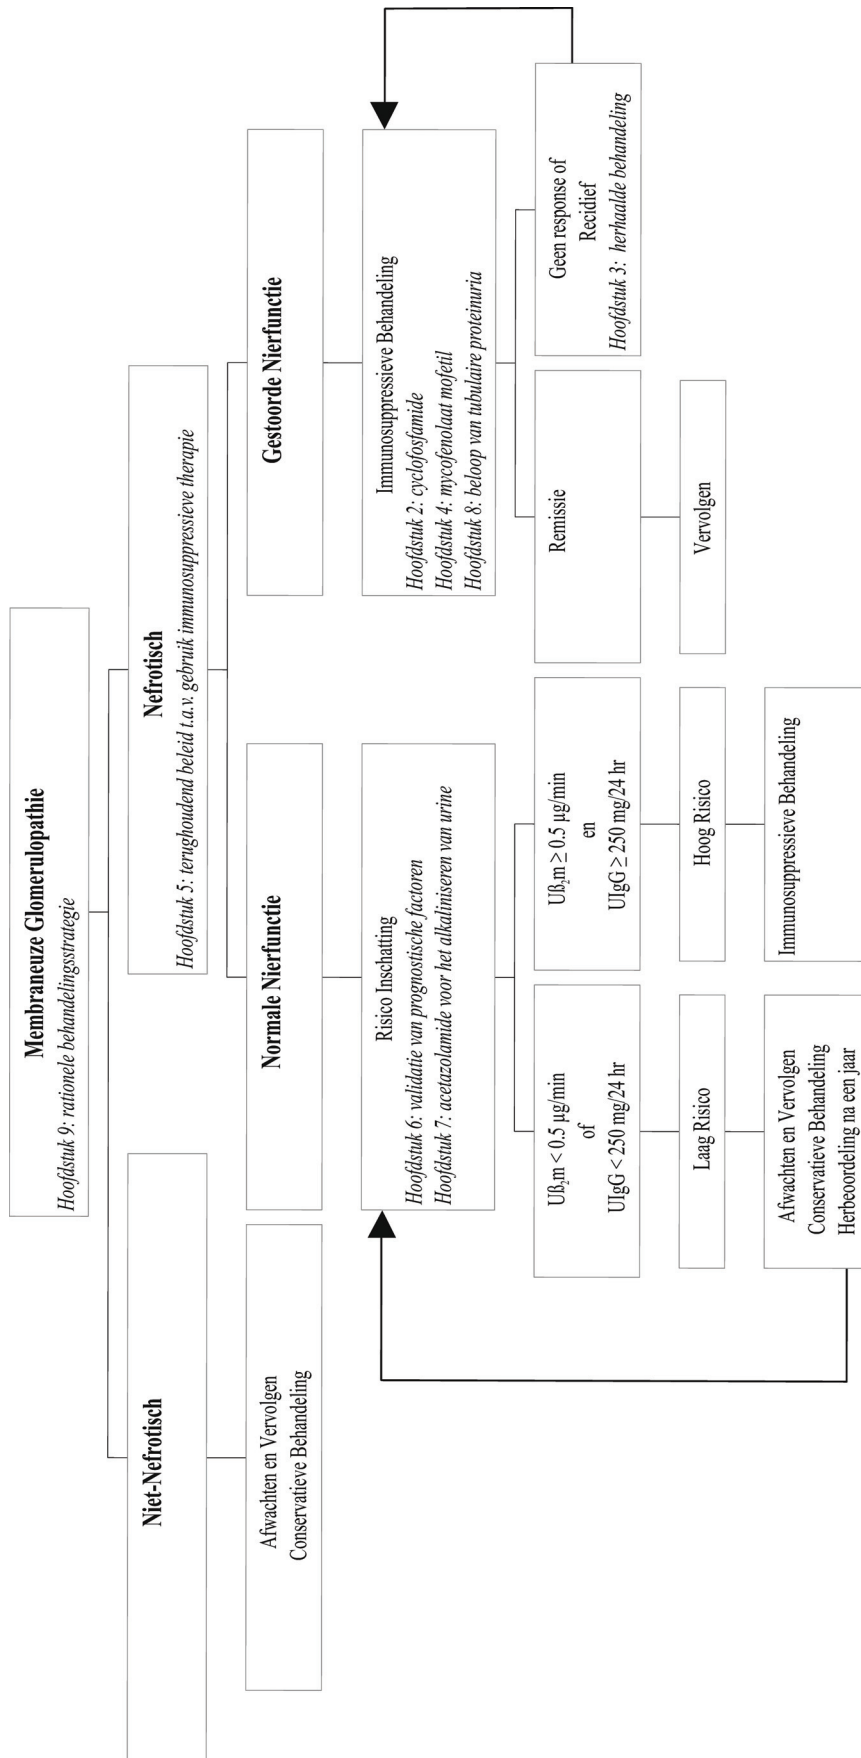 Membraneuze Glomerulopathie
Hoofdstuk 9: rationele behandelingsstrategie
Niet-Nefrotisch
Nefrotisch
Hoofdstuk 5: terughoudend beleid t.a.v. gebruik immunosuppressieve therapie
Afwachten en Vervolgen
Conservatieve Behandeling
Normale Nierfunctie
Gestoorde Nierfunctie
Risico Inschatting
Hoofdstuk 6: validatie van prognostische factoren
Hoofdstuk 7: acetazolamide voor het alkaliniseren van urine
Immunosuppressieve Behandeling
Hoofdstuk 2: cyclofosfamide
Hoofdstuk 4: mycofenolaat mofetil
Hoofdstuk 8: beloop van tubulaire proteinuria
Uß₂m < 0.5 µg/min
of
UIgG < 250 mg/24 hr
Uß₂m ≥ 0.5 µg/min
en
UIgG ≥ 250 mg/24 hr
Remissie
Geen response of
Recidief
Hoofdstuk 3: herhaalde behandeling
Laag Risico
Hoog Risico
Vervolgen
Afwachten en Vervolgen
Conservatieve Behandeling
Herbeoordeling na een jaar
Immunosuppressieve Behandeling